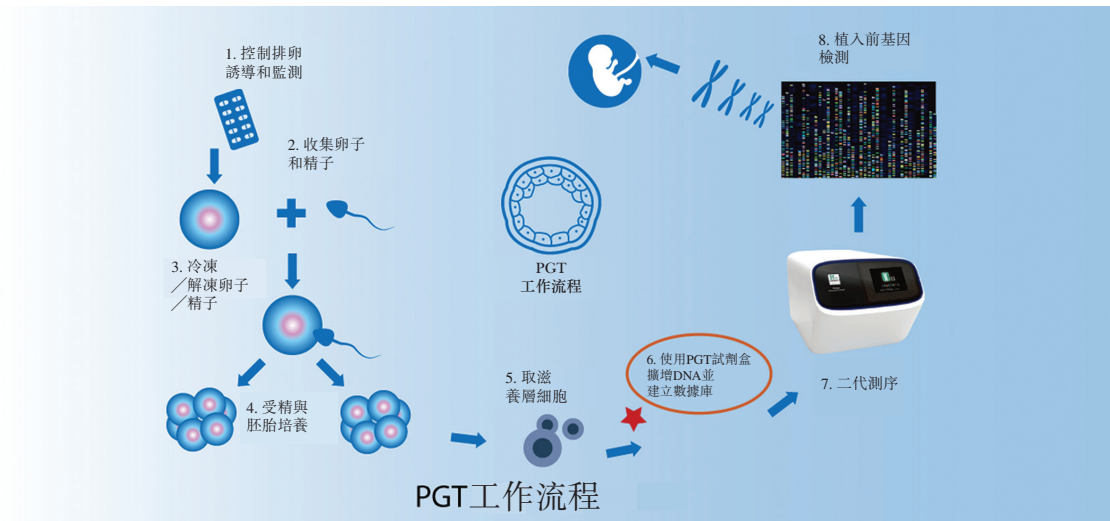 1. 控制排卵
誘導和監測
2. 收集卵子
和精子
3. 冷凍
／解凍卵子
／精子
4. 受精與
胚胎培養
5. 取滋
養層細胞
6. 使用PGT試劑盒
擴增DNA並
建立數據庫
7. 二代測序
8. 植入前基因
檢測
PGT
工作流程
PGT工作流程